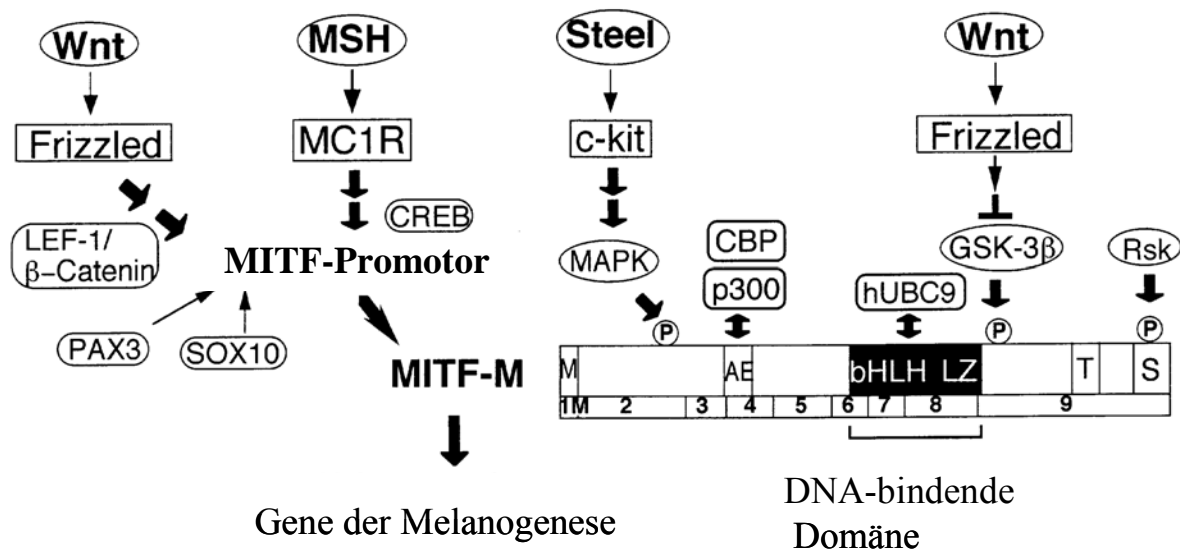 Wnt
MSH
Steel
Wnt
Frizzled
MC1R
c-kit
Frizzled
LEF-1/
β-Catenin
CREB
MAPK
CBP
p300
hUBC9
GSK-3β
Rsk
MITF-Promotor
PAX3
SOX10
P
P
P
MITF-M
M
AE
bHLH LZ
T
S
1M 2 3 4 5 6 7 8 9
Gene der Melanogenese
DNA-bindende
Domäne